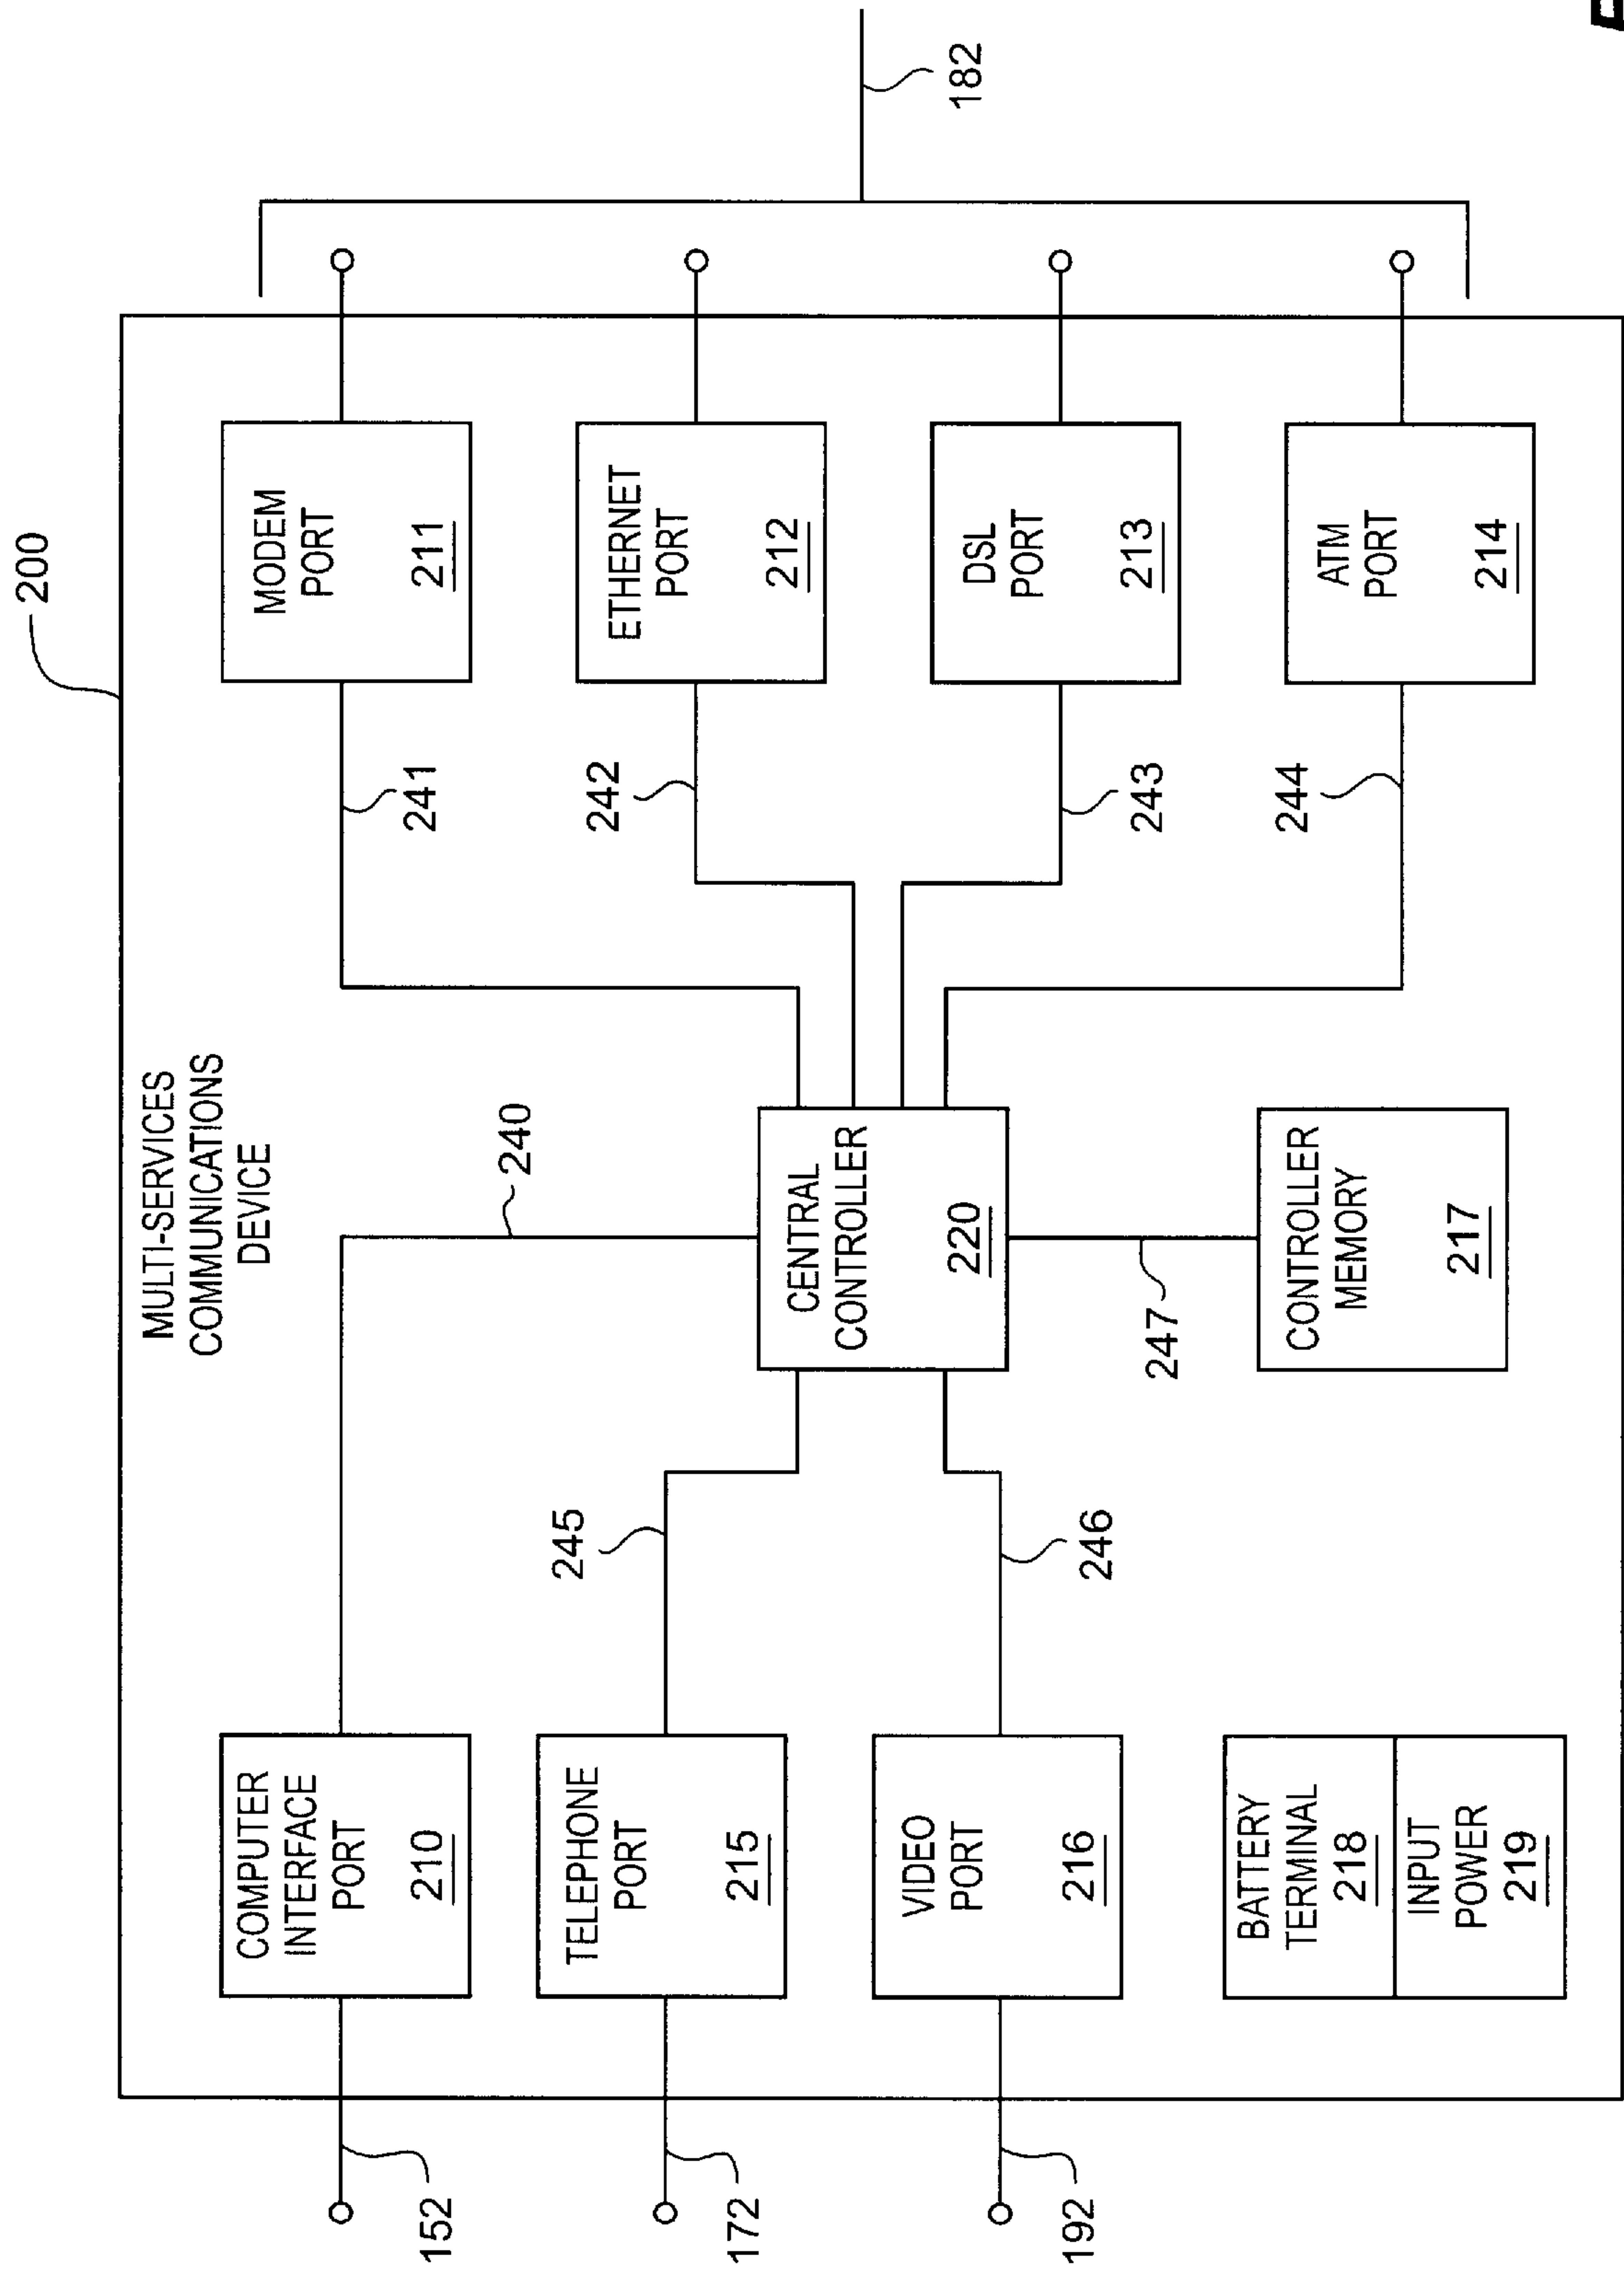 200
MULTI-SERVICES
COMMUNICATIONS
DEVICE
COMPUTER
INTERFACE
PORT
210
152
240
241
MODEM
PORT
211
TELEPHONE
PORT
215
172
245
242
ETHERNET
PORT
212
182
CENTRAL
CONTROLLER
220
VIDEO
PORT
216
192
246
243
DSL
PORT
213
247
BATTERY
TERMINAL
218
INPUT
POWER
219
CONTROLLER
MEMORY
217
244
ATM
PORT
214